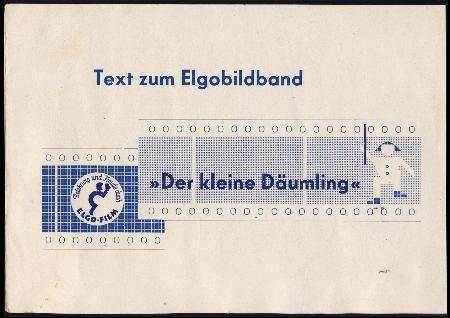 Text zum Elgobildband
»Der kleine Däumling«
Belehrung und Freude durch
ELGO-FILM